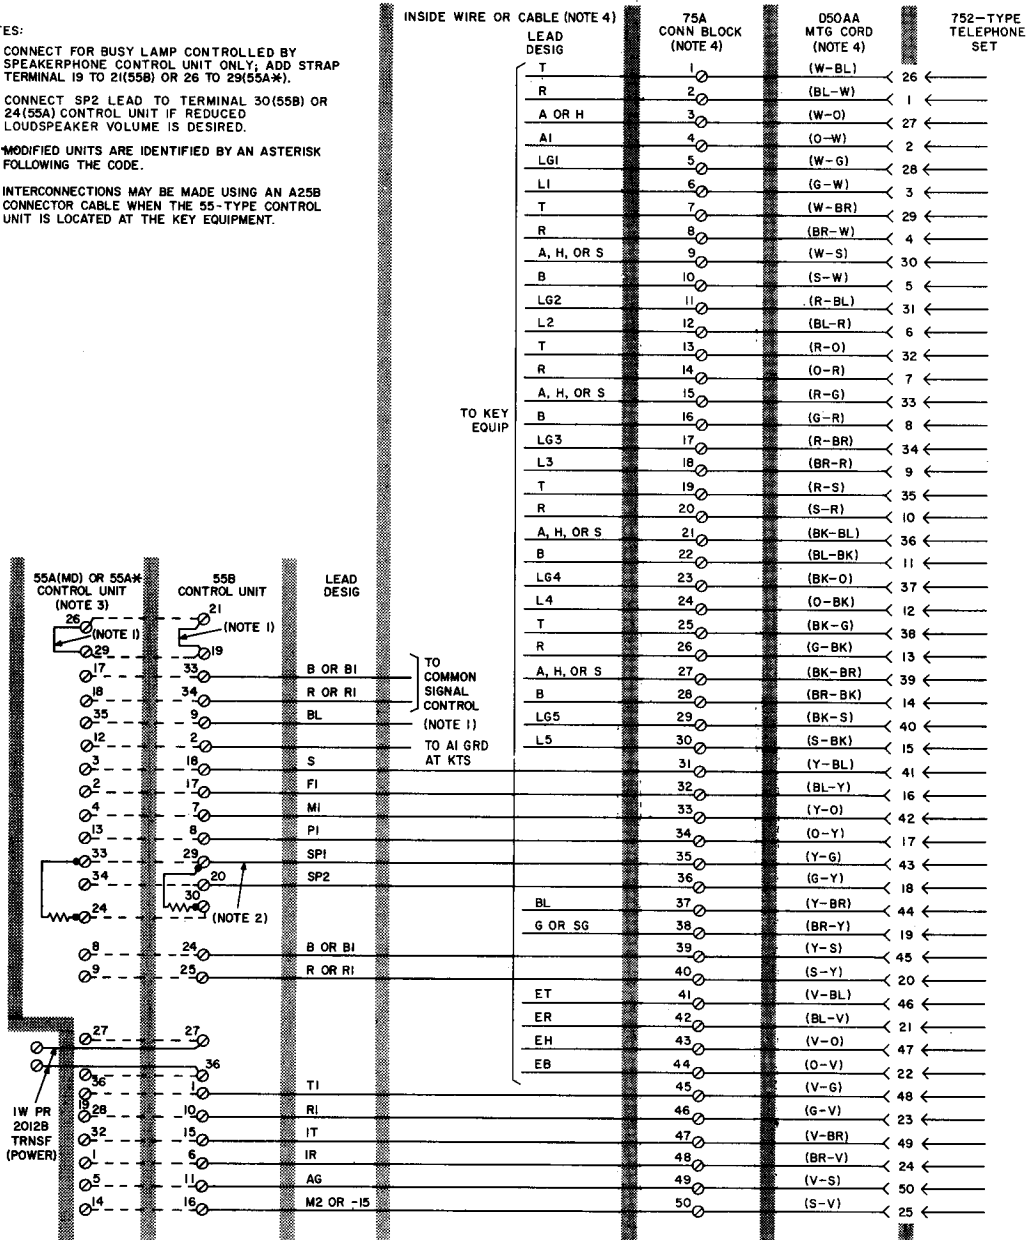 TES:
CONNECT FOR BUSY LAMP CONTROLLED BY
SPEAKERPHONE CONTROL UNIT ONLY; ADD STRAP
TERMINAL 19 TO 21(55B) OR 26 TO 29(55A*).
CONNECT SP2 LEAD TO TERMINAL 30(55B) OR
24(55A) CONTROL UNIT IF REDUCED
LOUDSPEAKER VOLUME IS DESIRED.
*MODIFIED UNITS ARE IDENTIFIED BY AN ASTERISK
FOLLOWING THE CODE.
INTERCONNECTIONS MAY BE MADE USING AN A25B
CONNECTOR CABLE WHEN THE 55-TYPE CONTROL
UNIT IS LOCATED AT THE KEY EQUIPMENT.
INSIDE WIRE OR CABLE (NOTE 4)
LEAD
DESIG
75A
CONN BLOCK
(NOTE 4)
D50AA
MTG CORD
(NOTE 4)
752-TYPE
TELEPHONE
SET
TO KEY
EQUIP
T 1 (W-BL) 26
R 2 (BL-W) 1
A OR H 3 (W-O) 27
A1 4 (O-W) 2
LG1 5 (W-G) 28
L1 6 (G-W) 3
T 7 (W-BR) 29
R 8 (BR-W) 4
A, H, OR S 9 (W-S) 30
B 10 (S-W) 5
LG2 11 (R-BL) 31
L2 12 (BL-R) 6
T 13 (R-O) 32
R 14 (O-R) 7
A, H, OR S 15 (R-G) 33
B 16 (G-R) 8
LG3 17 (R-BR) 34
L3 18 (BR-R) 9
T 19 (R-S) 35
R 20 (S-R) 10
A, H, OR S 21 (BK-BL) 36
B 22 (BL-BK) 11
LG4 23 (BK-O) 37
L4 24 (O-BK) 12
T 25 (BK-G) 38
R 26 (G-BK) 13
A, H, OR S 27 (BK-BR) 39
B 28 (BR-BK) 14
LG5 29 (BK-S) 40
L5 30 (S-BK) 15
31 (Y-BL) 41
32 (BL-Y) 16
33 (Y-O) 42
34 (O-Y) 17
35 (Y-G) 43
36 (G-Y) 18
BL 37 (Y-BR) 44
G OR SG 38 (BR-Y) 19
39 (Y-S) 45
40 (S-Y) 20
ET 41 (V-BL) 46
ER 42 (BL-V) 21
EH 43 (V-O) 47
EB 44 (O-V) 22
45 (V-G) 48
46 (G-V) 23
47 (V-BR) 49
48 (BR-V) 24
49 (V-S) 50
50 (S-V) 25
55A(MD) OR 55A*
CONTROL UNIT
(NOTE 3)
55B
CONTROL UNIT
LEAD
DESIG
26 21
(NOTE 1) (NOTE 1)
29 19
17 33 B OR B1
18 34 R OR R1
TO
COMMON
SIGNAL
CONTROL
35 9 BL (NOTE 1)
12 2 TO A1 GRD
AT KTS
3 18 S
2 17 F1
4 7 M1
13 8 P1
33 29 SP1
34 20 SP2
24 30
(NOTE 2)
8 24 B OR B1
9 25 R OR R1
27 27
36 36
19 1 T1
28 10 R1
32 15 IT
1 6 IR
5 11 AG
14 16 M2 OR -15
1W PR
2012B
TRNSF
(POWER)